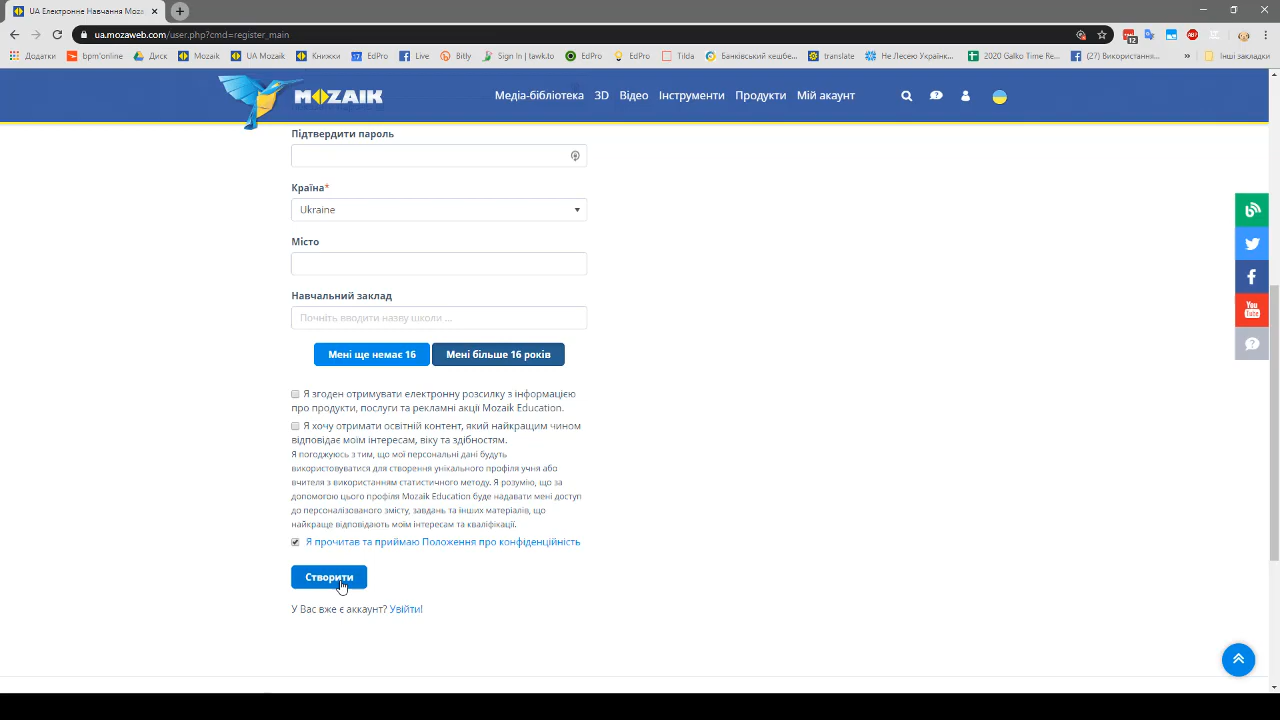 UA Електронне Навчання Moza
ua.mozaweb.com/user.php?cmd=register_main
Додатки bpm'online Диск Mozaik UA Mozaik Книжки EdPro Live Bitly Sign In | tawk.to EdPro EdPro Tilda Банківський кешбе... translate Не Лесею Українк... 2020 Galko Time Re... (27) Використання... » Інші закладки
12
MOZAIK
Медіа-бібліотека 3D Відео Інструменти Продукти Мій акаунт
Підтвердити пароль
Країна*
Ukraine
Місто
Навчальний заклад
Почніть вводити назву школи ...
Мені ще немає 16 Мені більше 16 років
Я згоден отримувати електронну розсилку з інформацією
про продукти, послуги та рекламні акції Mozaik Education.
Я хочу отримати освітній контент, який найкращим чином
відповідає моїм інтересам, віку та здібностям.
Я погоджуюсь з тим, що мої персональні дані будуть
використовуватися для створення унікального профіля учня або
вчителя з використанням статистичного методу. Я розумію, що за
допомогою цього профіля Mozaik Education буде надавати мені доступ
до персоналізованого змісту, завдань та інших матеріалів, що
найкраще відповідають моїм інтересам та кваліфікації.
Я прочитав та приймаю Положення про конфіденційність
Створити
У Вас вже є аккаунт? Увійти!
You
Tube